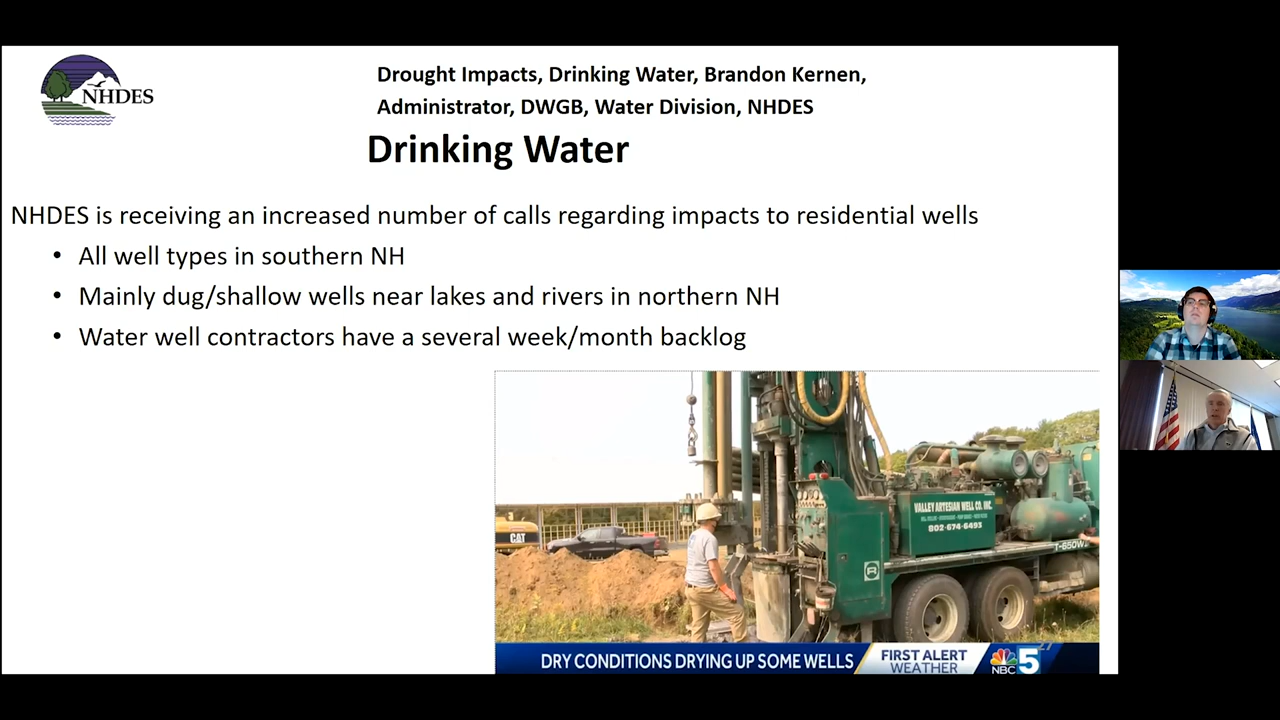 NHDES
Drought Impacts, Drinking Water, Brandon Kernen,
Administrator, DWGB, Water Division, NHDES
Drinking Water
NHDES is receiving an increased number of calls regarding impacts to residential wells
• All well types in southern NH
• Mainly dug/shallow wells near lakes and rivers in northern NH
• Water well contractors have a several week/month backlog
CAT
VALLEY ARTESIAN WELL CO. INC.
802-674-6493
T-650W
R
DRY CONDITIONS DRYING UP SOME WELLS
FIRST ALERT
WEATHER
NBC 5